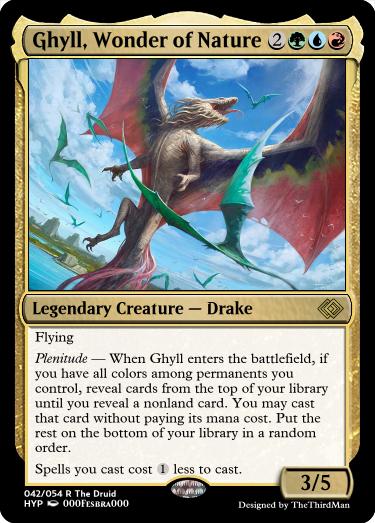 Ghyll, Wonder of Nature 2
Legendary Creature — Drake
Flying
Plenitude — When Ghyll enters the battlefield, if
you have all colors among permanents you
control, reveal cards from the top of your library
until you reveal a nonland card. You may cast
that card without paying its mana cost. Put the
rest on the bottom of your library in a random
order.
Spells you cast cost 1 less to cast.
3/5
042/054 R The Druid
HYP 000FESBRA000
Designed by TheThirdMan